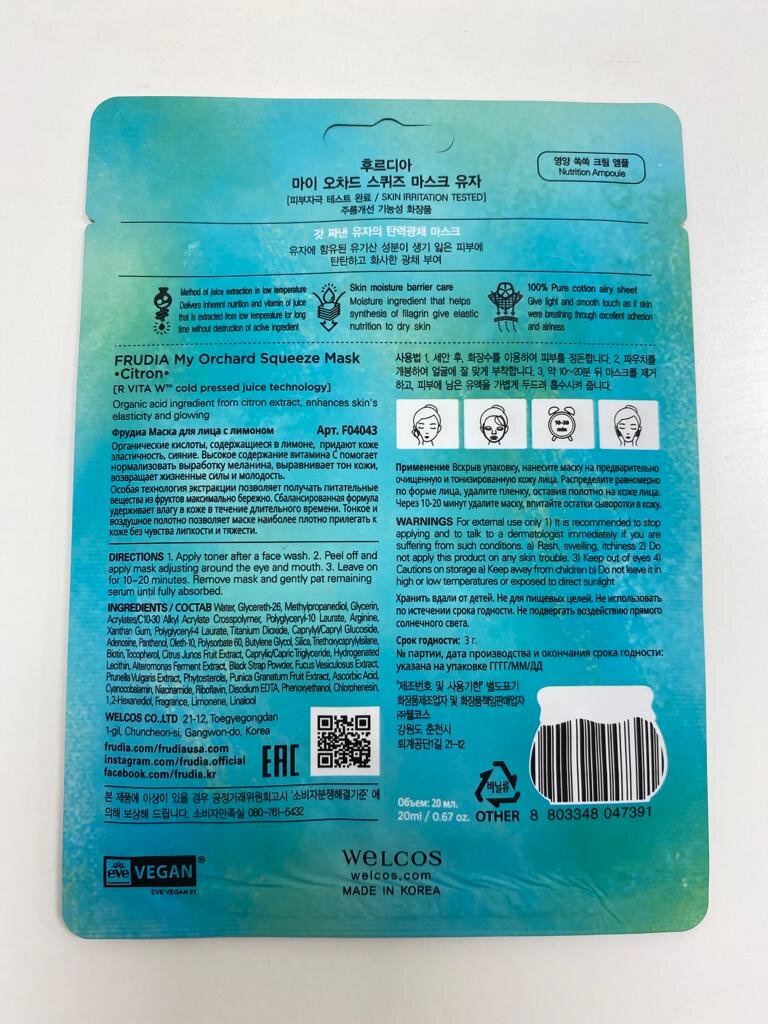 후르디아
마이 오차드 스퀴즈 마스크 유자
[피부자극 테스트 완료 / SKIN IRRITATION TESTED]
주름개선 기능성 화장품
영양 쏙쏙 크림 앰플
Nutrition Ampoule
갓 짜낸 유자의 탄력광채 마스크
유자에 함유된 유기산 성분이 생기 잃은 피부에
탄탄하고 화사한 광채 부여
Method of juice extraction in low temperature
Delivers inherent nutrition and vitamin of juice
that is extracted from low temperature for long
time without destruction of active ingredient
Skin moisture barrier care
Moisture ingredient that helps
synthesis of filagrin give elastic
nutrition to dry skin
100% Pure cotton airy sheet
Give light and smooth touch as if skin
were breathing through excellent adhesion
and airiness
FRUDIA My Orchard Squeeze Mask
•Citron•
[R VITA W™ cold pressed juice technology]
Organic acid ingredient from citron extract, enhances skin's
elasticity and glowing
Фрудиа Маска для лица с лимоном Арт. F04043
Органические кислоты, содержащиеся в лимоне, придают коже
эластичность, сияние. Высокое содержание витамина С помогает
нормализовать выработку меланина, выравнивает тон кожи,
возвращает жизненные силы и молодость.
Особая технология экстракции позволяет получать питательные
вещества из фруктов максимально бережно. Сбалансированная формула
удерживает влагу в коже в течение длительного времени. Тонкое и
воздушное полотно позволяет маске наиболее плотно прилегать к
коже без чувства липкости и тяжести.
DIRECTIONS 1. Apply toner after a face wash. 2. Peel off and
apply mask adjusting around the eye and mouth. 3. Leave on
for 10~20 minutes. Remove mask and gently pat remaining
serum until fully absorbed.
INGREDIENTS / СОСТАВ Water, Glycereth-26, Methylpropanediol, Glycerin,
Acrylates/C10-30 Alkyl Acrylate Crosspolymer, Polyglyceryl-10 Laurate, Arginine,
Xanthan Gum, Polyglyceryl-4 Laurate, Titanium Dioxide, Caprylyl/Capryl Glucoside,
Adenosine, Panthenol, Oleth-10, Polysorbate 60, Butylene Glycol, Silica, Triethoxycaprylylsilane,
Biotin, Tocopherol, Citrus Junos Fruit Extract, Caprylic/Capric Triglyceride, Hydrogenated
Lecithin, Alteromonas Ferment Extract, Black Strap Powder, Fucus Vesiculosus Extract,
Prunella Vulgaris Extract, Phytosterols, Punica Granatum Fruit Extract, Ascorbic Acid,
Cyanocobalamin, Niacinamide, Riboflavin, Disodium EDTA, Phenoxyethanol, Chlorphenesin,
1,2-Hexanediol, Fragrance, Limonene, Linalool
WELCOS CO.,LTD 21-12, Toegyegongdan
1-gil, Chuncheon-si, Gangwon-do, Korea
frudia.com/frudiausa.com
instagram.com/frudia.official
facebook.com/frudia.kr
EAC
본 제품에 이상이 있을 경우 공정거래위원회고시 '소비자분쟁해결기준' 에
의해 보상해 드립니다. 소비자만족실 080-761-5432
사용법 1. 세안 후, 화장수를 이용하여 피부를 정돈합니다. 2. 파우치를
개봉하여 얼굴에 잘 맞게 부착합니다. 3. 약 10~20분 뒤 마스크를 제거
하고, 피부에 남은 유액을 가볍게 두드려 흡수시켜 줍니다.
10-20
min
Применение Вскрыв упаковку, нанесите маску на предварительно
очищенную и тонизированную кожу лица. Распределите равномерно
по форме лица, удалите пленку, оставив полотно на коже лица.
Через 10-20 минут удалите маску, впитайте остатки сыворотки в кожу.
WARNINGS For external use only 1) It is recommended to stop
applying and to talk to a dermatologist immediately if you are
suffering from such conditions. a) Rash, swelling, itchiness 2) Do
not apply this product on any skin trouble. 3) Keep out of eyes 4)
Cautions on storage a) Keep away from children b) Do not leave it in
high or low temperatures or exposed to direct sunlight
Хранить вдали от детей. Не для пищевых целей. Не использовать
по истечении срока годности. Не подвергать воздействию прямого
солнечного света.
Срок годности: 3 г.
№ партии, дата производства и окончания срока годности:
указана на упаковке ГГГГ/ММ/ДД
"제조번호 및 사용기한" 별도표기
화장품제조업자 및 화장품책임판매업자
㈜웰코스
강원도 춘천시
퇴계공단1길 21-12
Объем: 20 мл.
20ml / 0.67 oz.
비닐류
OTHER
8 803348 047391
eve VEGAN®
EVE VEGAN 01
WELCOS
welcos.com
MADE IN KOREA